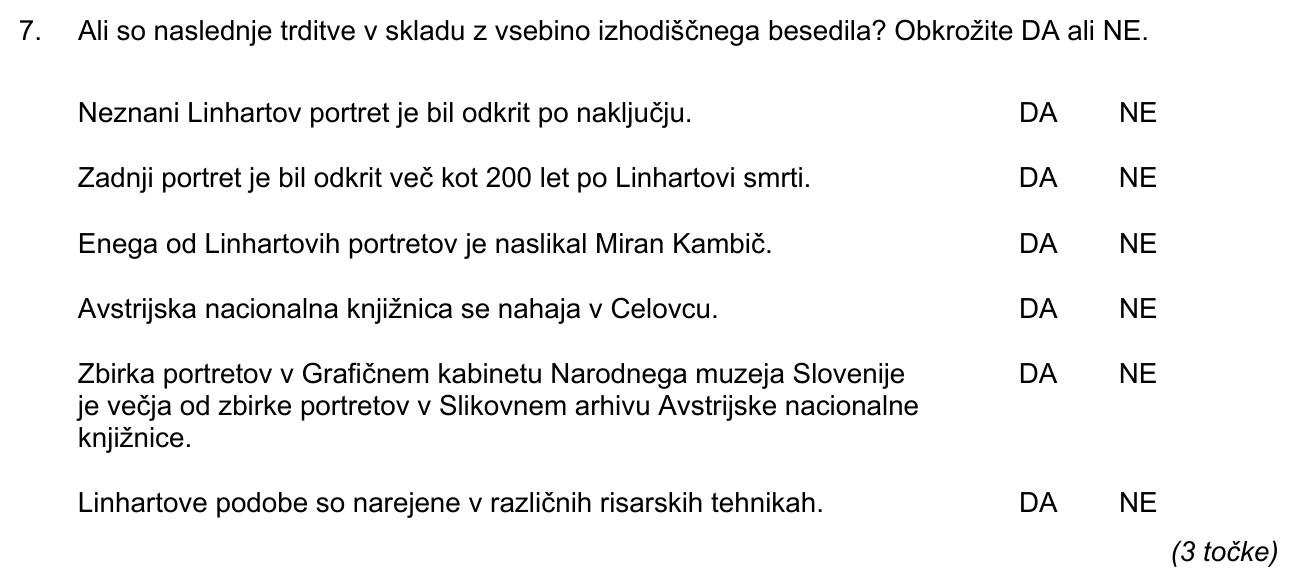 7. Ali so naslednje trditve v skladu z vsebino izhodiščnega besedila? Obkrožite DA ali NE.
Neznani Linhartov portret je bil odkrit po naključju. DA NE
Zadnji portret je bil odkrit več kot 200 let po Linhartovi smrti. DA NE
Enega od Linhartovih portretov je naslikal Miran Kambič. DA NE
Avstrijska nacionalna knjižnica se nahaja v Celovcu. DA NE
Zbirka portretov v Grafičnem kabinetu Narodnega muzeja Slovenije DA NE
je večja od zbirke portretov v Slikovnem arhivu Avstrijske nacionalne
knjižnice.
Linhartove podobe so narejene v različnih risarskih tehnikah. DA NE
(3 točke)